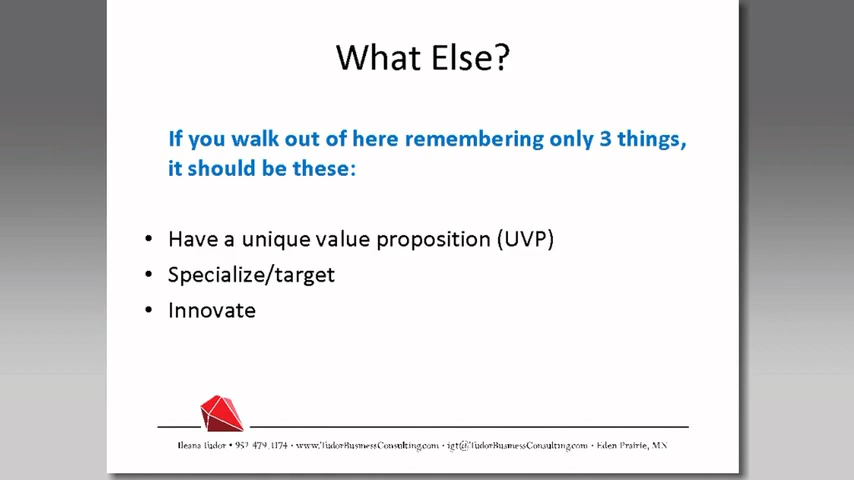 What Else?
If you walk out of here remembering only 3 things,
it should be these:
• Have a unique value proposition (UVP)
• Specialize/target
• Innovate
Ileana Tudor • 952 479 1174 • www.TudorBusinessConsulting.com • igt@TudorBusinessConsulting.com • Eden Prairie, MN